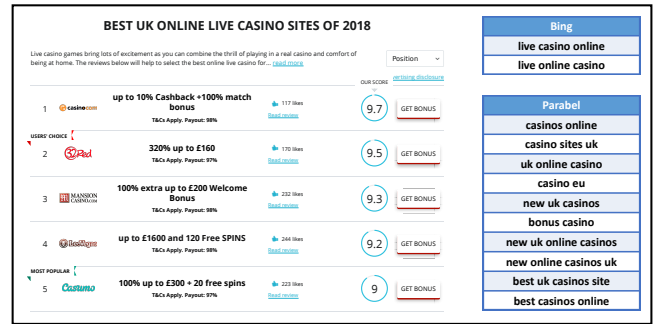 BEST UK ONLINE LIVE CASINO SITES OF 2018
Live casino games bring lots of excitement as you can combine the thrill of playing in a real casino and comfort of
being at home. The reviews below will help to select the best online live casino for... read more
Position
vertising disclosure
OUR SCORE
1
casino.com
up to 10% Cashback +100% match
bonus
T&Cs Apply. Payout: 98%
117 likes
Read review
9.7
GET BONUS
USERS' CHOICE
2
32Red
320% up to £160
T&Cs Apply. Payout: 97%
170 likes
Read review
9.5
GET BONUS
3
MANSION
CASINO.COM
100% extra up to £200 Welcome
Bonus
T&Cs Apply. Payout: 98%
232 likes
Read review
9.3
GET BONUS
4
LeoVegas
up to £1600 and 120 Free SPINS
T&Cs Apply. Payout: 98%
244 likes
Read review
9.2
GET BONUS
MOST POPULAR
5
Casumo
100% up to £300 + 20 free spins
T&Cs Apply. Payout: 97%
223 likes
Read review
9
GET BONUS
Bing
live casino online
live online casino
Parabel
casinos online
casino sites uk
uk online casino
casino eu
new uk casinos
bonus casino
new uk online casinos
new online casinos uk
best uk casinos site
best casinos online